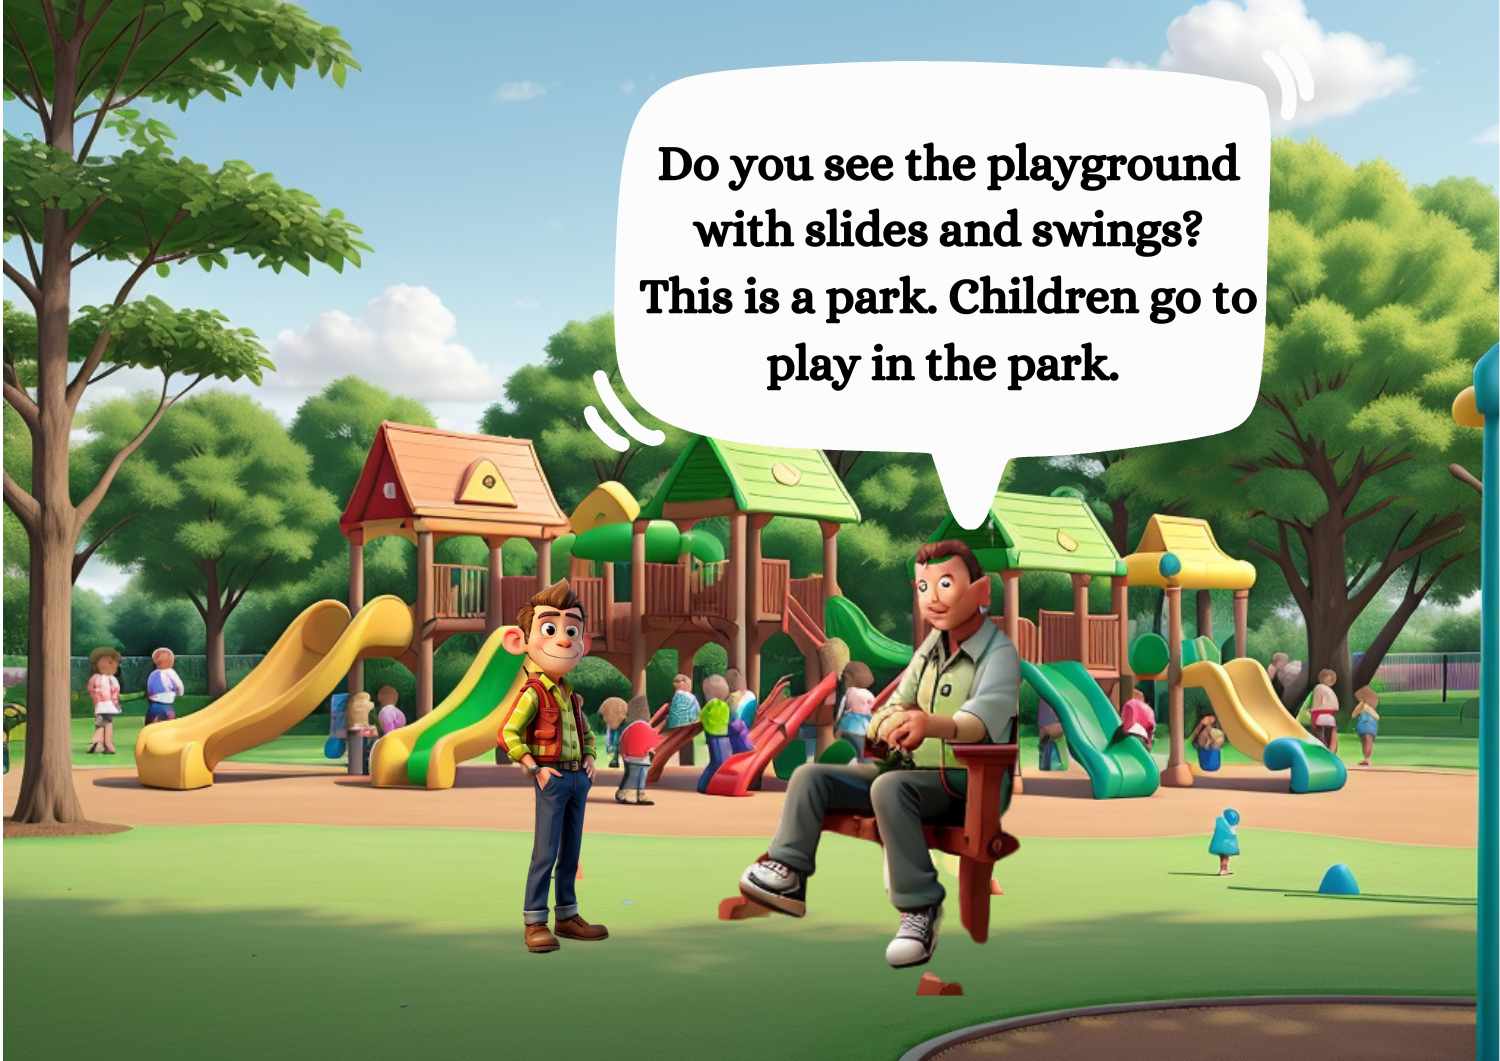 Do you see the playground
with slides and swings?
This is a park. Children go to
play in the park.